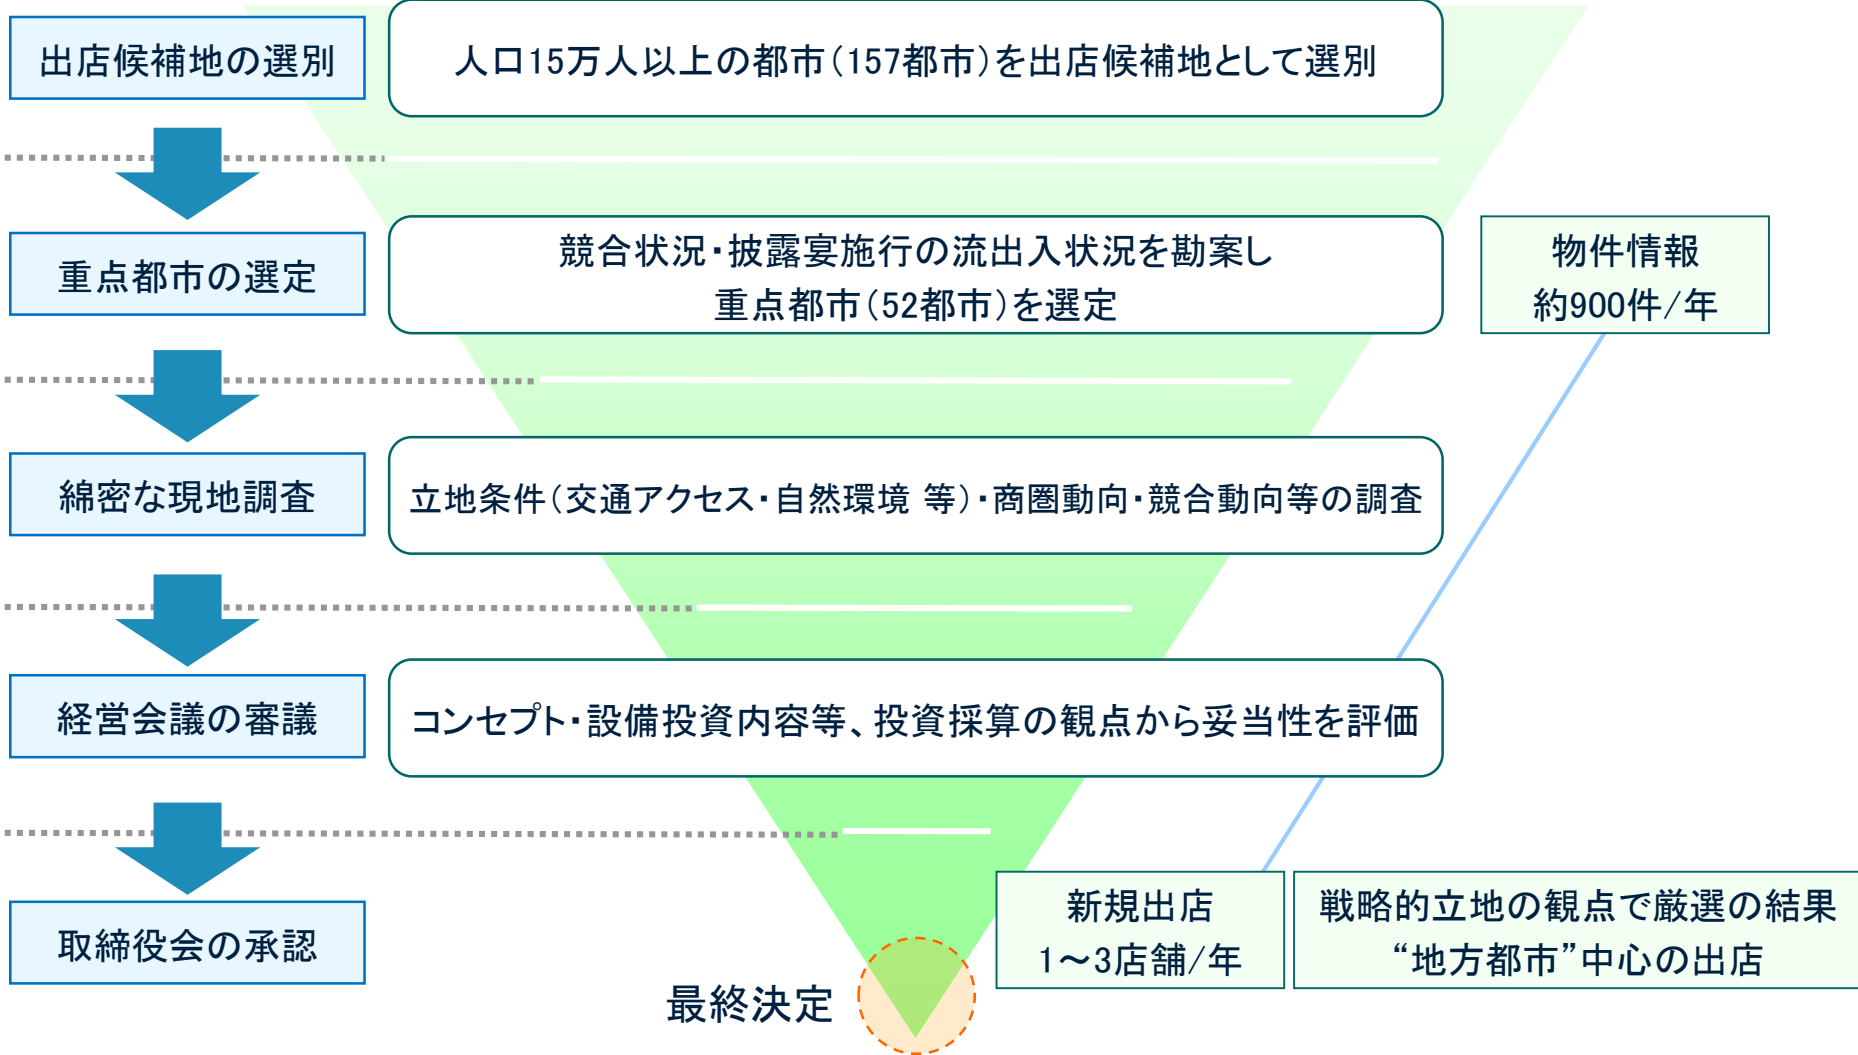 出店候補地の選別
人口15万人以上の都市（157都市）を出店候補地として選別
重点都市の選定
競合状況・披露宴施行の流出入状況を勘案し
重点都市（52都市）を選定
物件情報
約900件/年
綿密な現地調査
立地条件（交通アクセス・自然環境 等）・商圏動向・競合動向等の調査
経営会議の審議
コンセプト・設備投資内容等、投資採算の観点から妥当性を評価
取締役会の承認
新規出店
1～3店舗/年
戦略的立地の観点で厳選の結果
“地方都市”中心の出店
最終決定